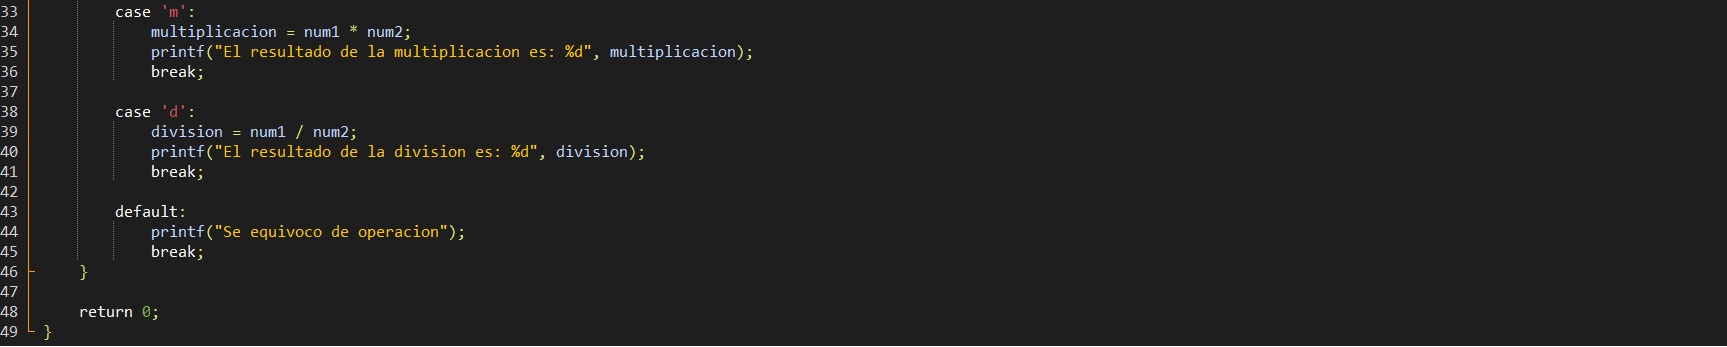 33 case 'm':
34 multiplicacion = num1 * num2;
35 printf("El resultado de la multiplicacion es: %d", multiplicacion);
36 break;
37
38 case 'd':
39 division = num1 / num2;
40 printf("El resultado de la division es: %d", division);
41 break;
42
43 default:
44 printf("Se equivoco de operacion");
45 break;
46 }
47
48 return 0;
49 }